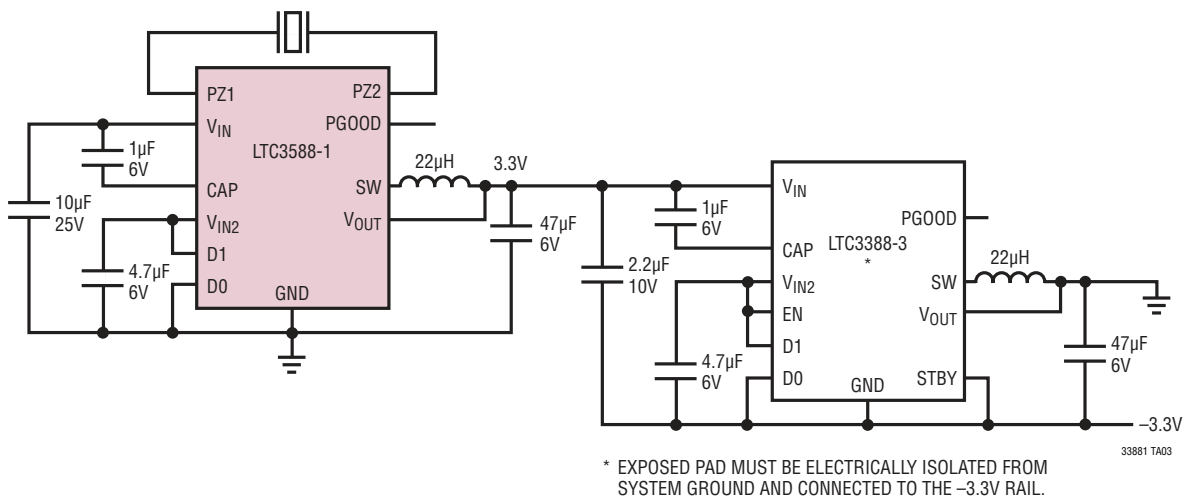 PZ1
PZ2
VIN
PGOOD
LTC3588-1
1µF
6V
CAP
SW
22µH
3.3V
10µF
25V
VIN2
VOUT
D1
4.7µF
6V
D0
GND
47µF
6V
VIN
1µF
6V
PGOOD
LTC3388-3
*
CAP
22µH
2.2µF
10V
VIN2
SW
EN
VOUT
D1
4.7µF
6V
D0
GND
STBY
47µF
6V
–3.3V
33881 TA03
* EXPOSED PAD MUST BE ELECTRICALLY ISOLATED FROM
SYSTEM GROUND AND CONNECTED TO THE –3.3V RAIL.